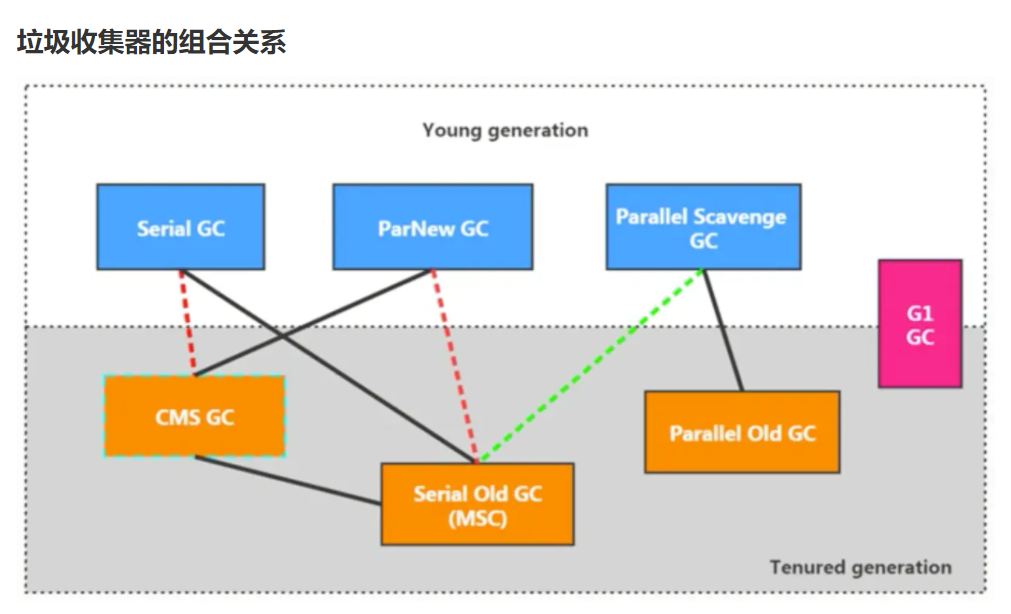 垃圾收集器的组合关系
Young generation
Serial GC
ParNew GC
Parallel Scavenge
GC
G1
GC
CMS GC
Parallel Old GC
Serial Old GC
(MSC)
Tenured generation